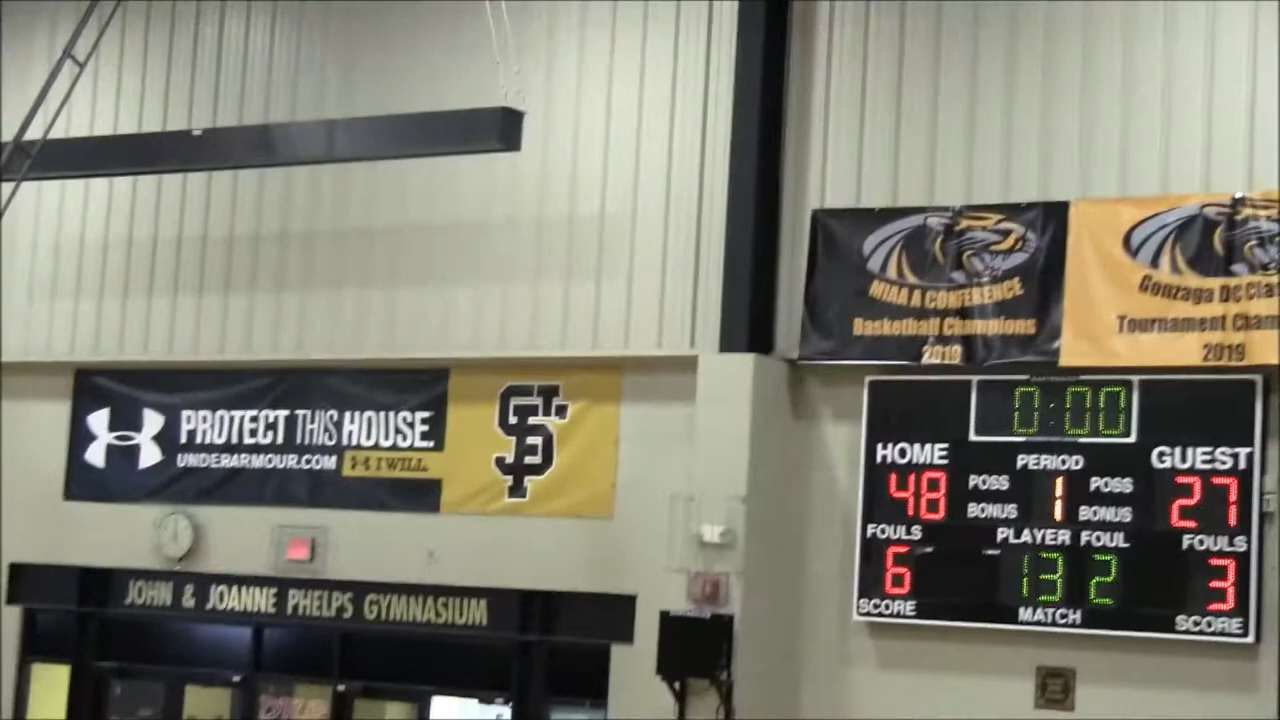 MIAA A CONFERENCE
Basketball Champions
2019
Gonzaga DC Clas
Tournament Cham
2019
PROTECT THIS HOUSE.
UNDERARMOUR.COM I WILL.
SJP
JOHN & JOANNE PHELPS GYMNASIUM
0:00
HOME PERIOD GUEST
48 POSS 1 POSS 27
BONUS BONUS
FOULS PLAYER FOUL FOULS
6 13 2 3
SCORE MATCH SCORE